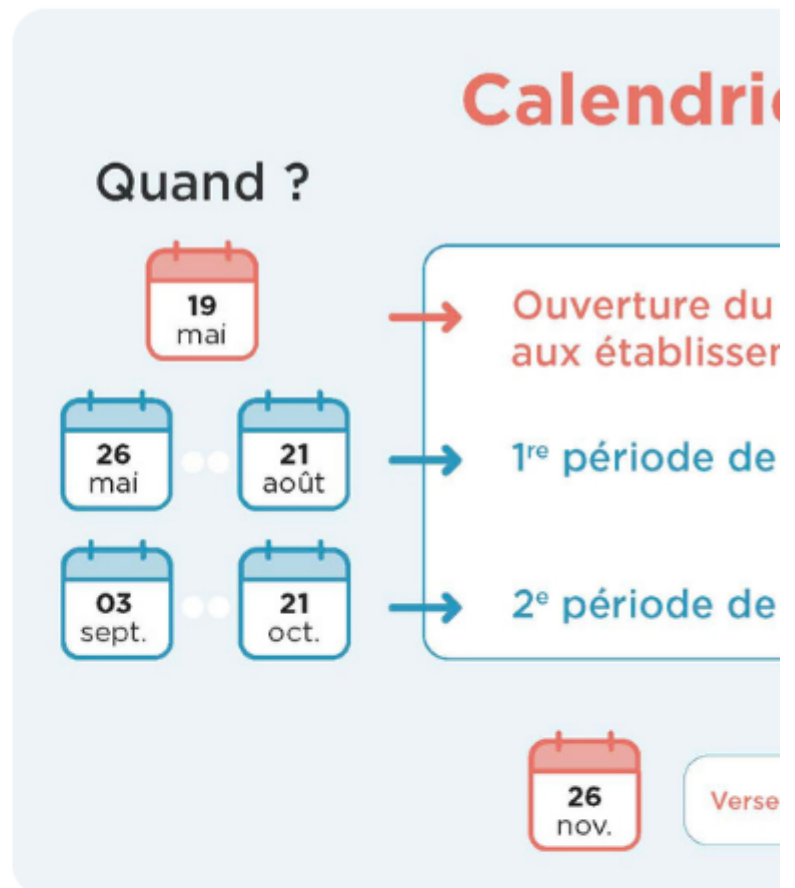 Calendrie
Quand ?
19
mai
Ouverture du
aux établisser
26
mai
21
août
1re période de
03
sept.
21
oct.
2e période de
26
nov.
Verse